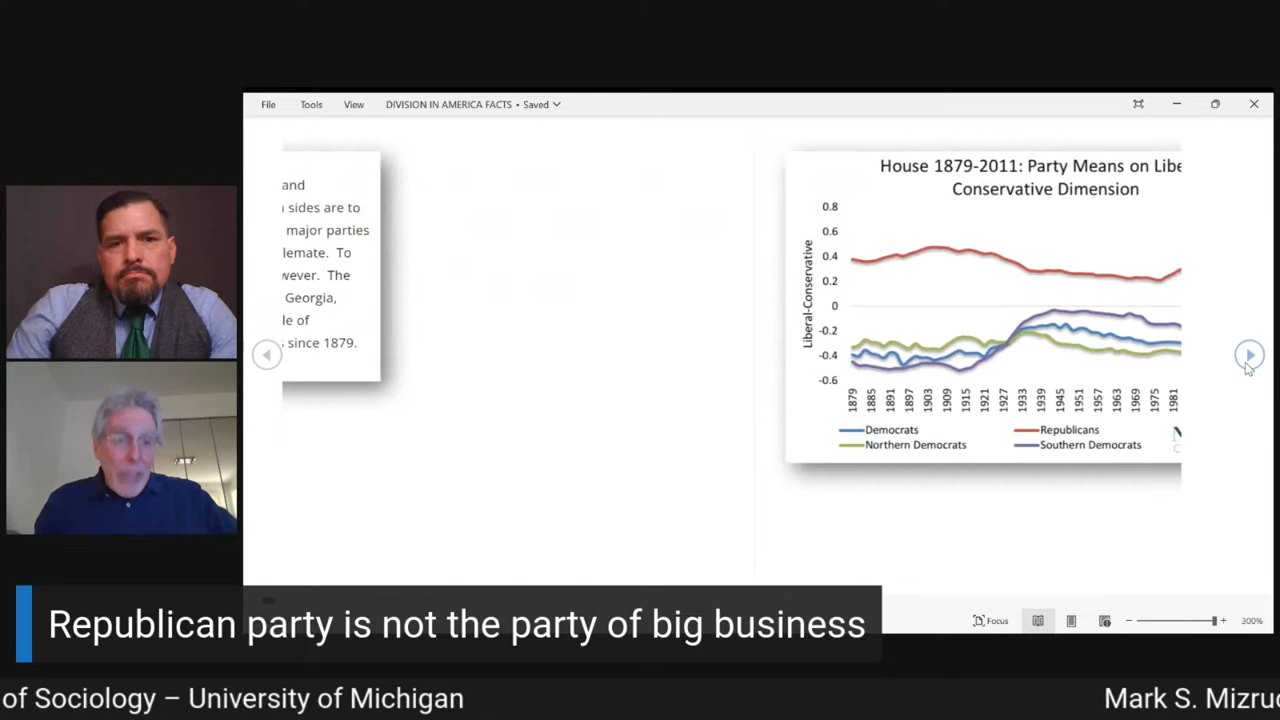 File Tools View DIVISION IN AMERICA FACTS • Saved
and
sides are to
major parties
lemate. To
wever. The
Georgia,
le of
since 1879.
House 1879-2011: Party Means on Libe
Conservative Dimension
Liberal-Conservative
0.8
0.6
0.4
0.2
0
-0.2
-0.4
-0.6
1879 1885 1891 1897 1903 1909 1915 1921 1927 1933 1939 1945 1951 1957 1963 1969 1975 1981
Democrats Republicans
Northern Democrats Southern Democrats
Focus 300%
Republican party is not the party of big business
of Sociology – University of Michigan Mark S. Mizruc